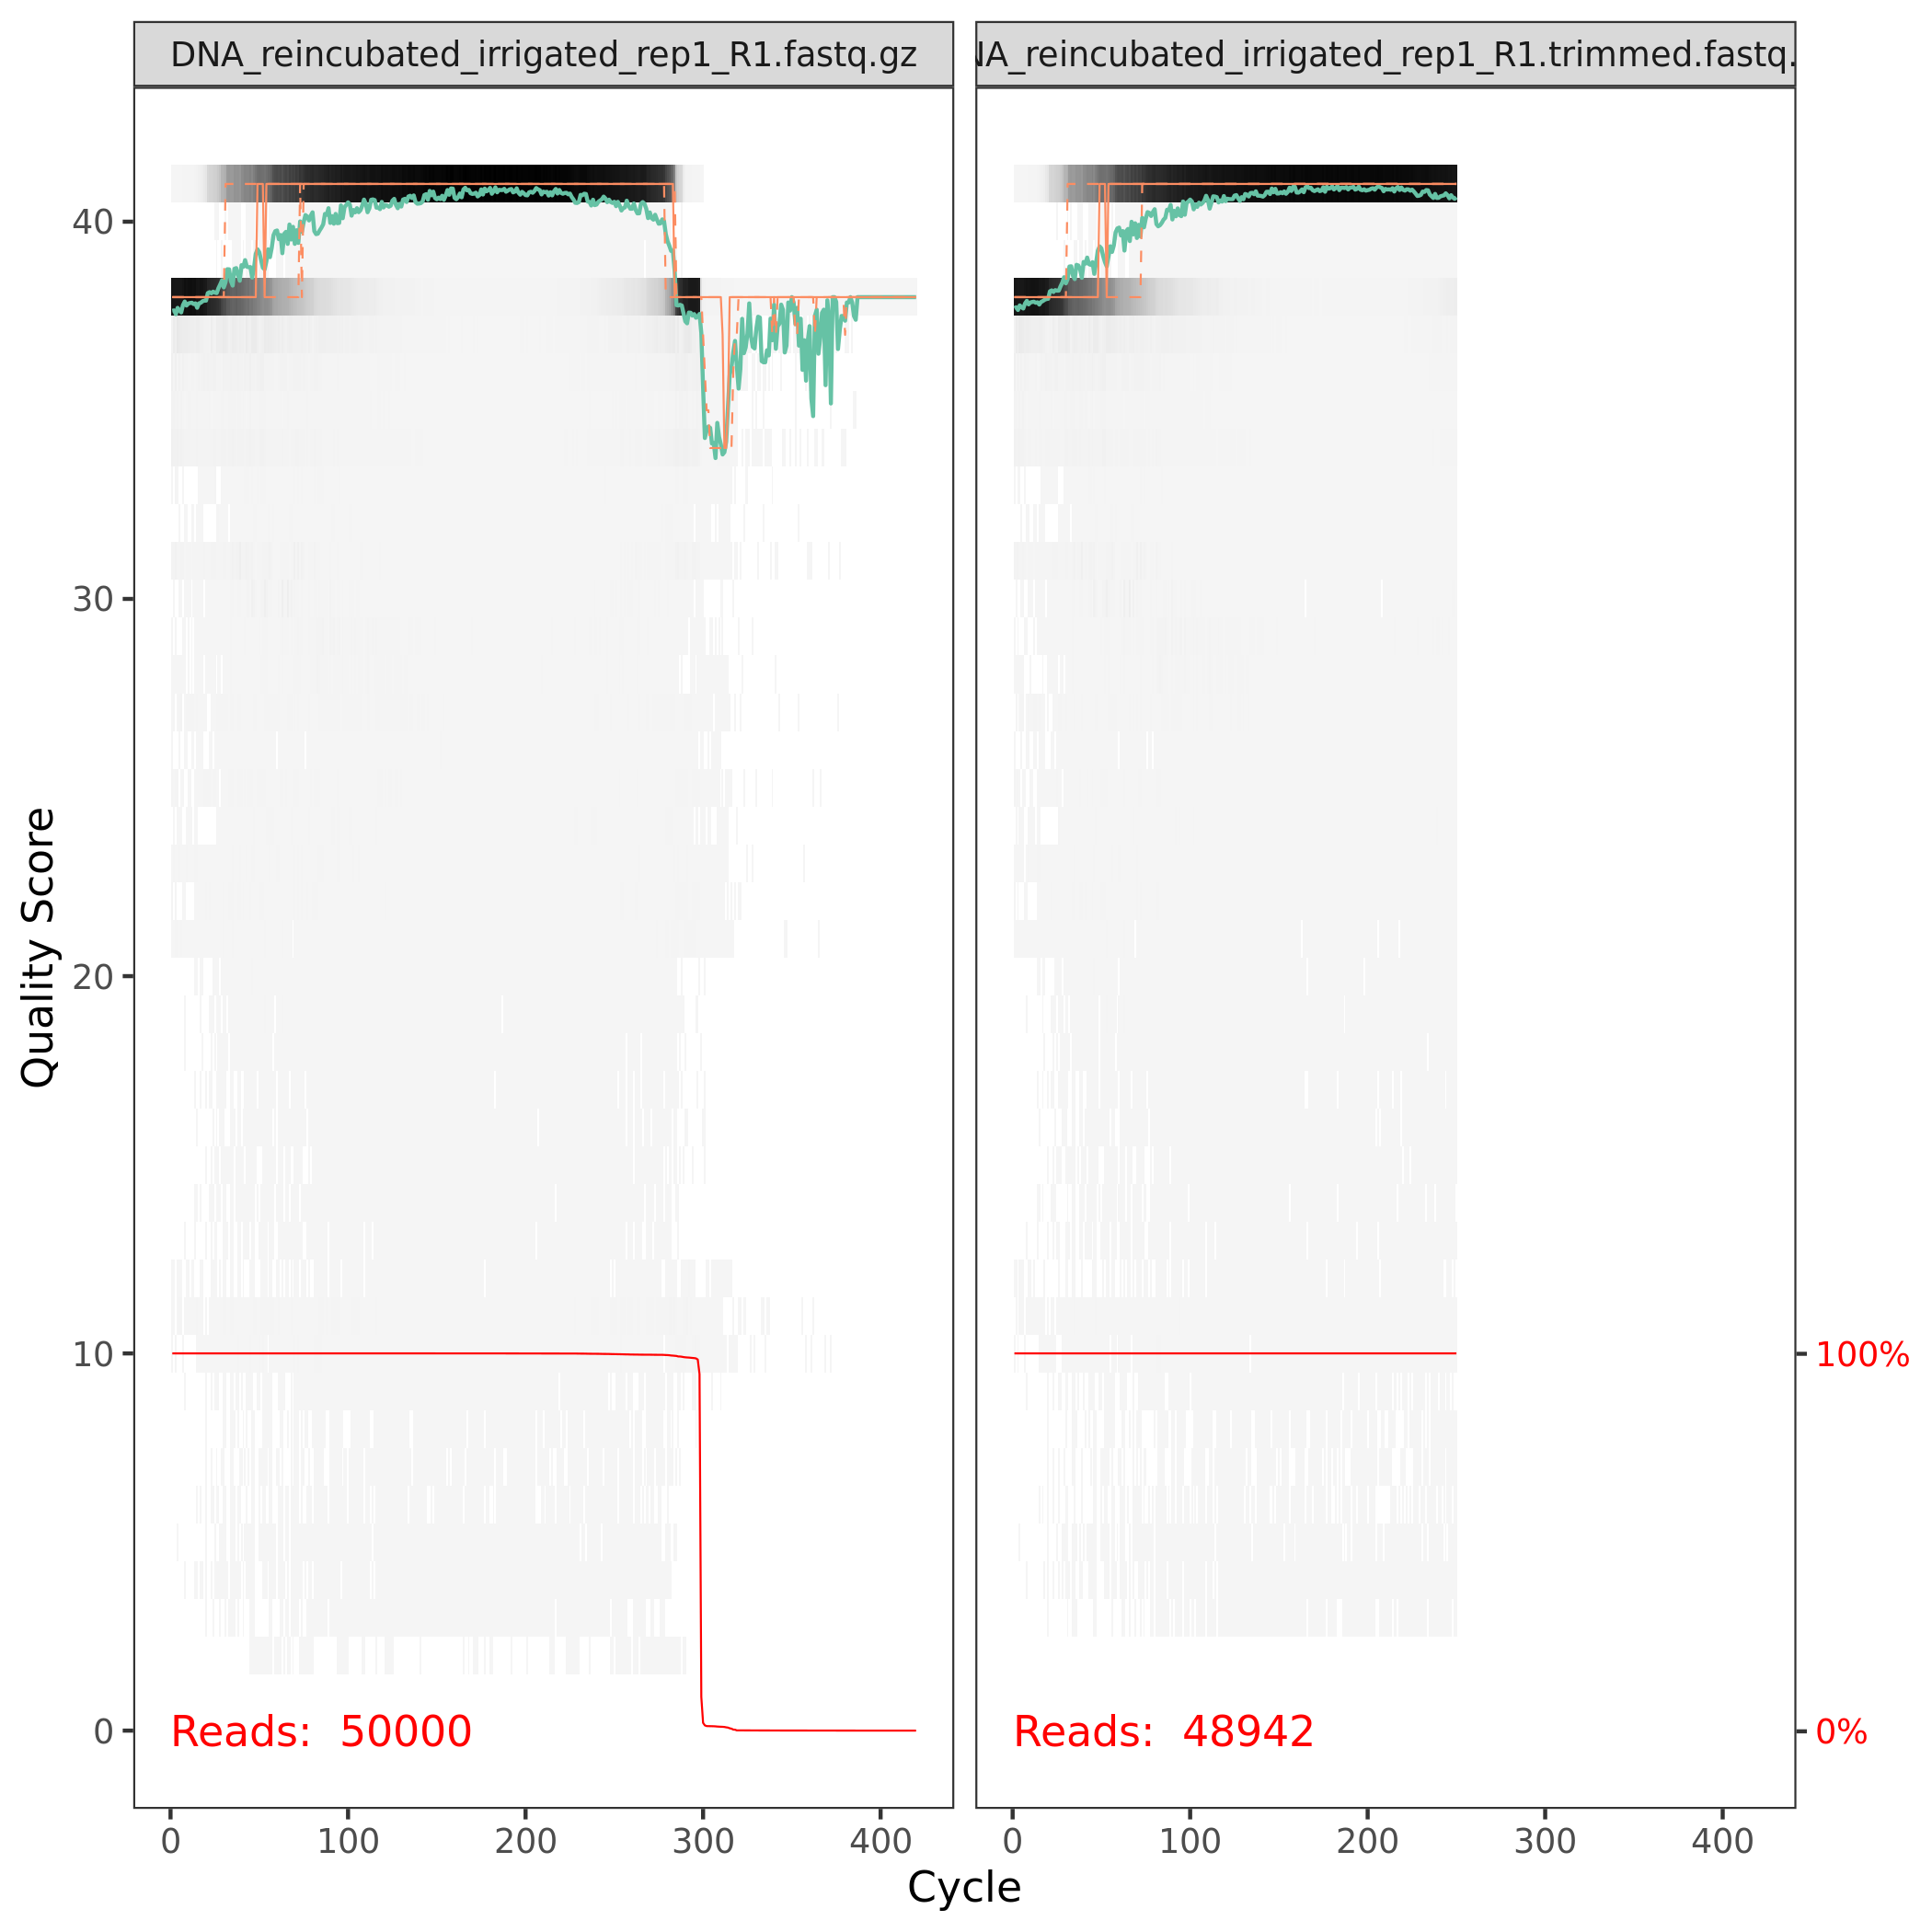 DNA_reincubated_irrigated_rep1_R1.fastq.gz
NA_reincubated_irrigated_rep1_R1.trimmed.fastq.
Quality Score
40
30
20
10
0
Reads: 50000
Reads: 48942
100%
0%
0 100 200 300 400
0 100 200 300 400
Cycle